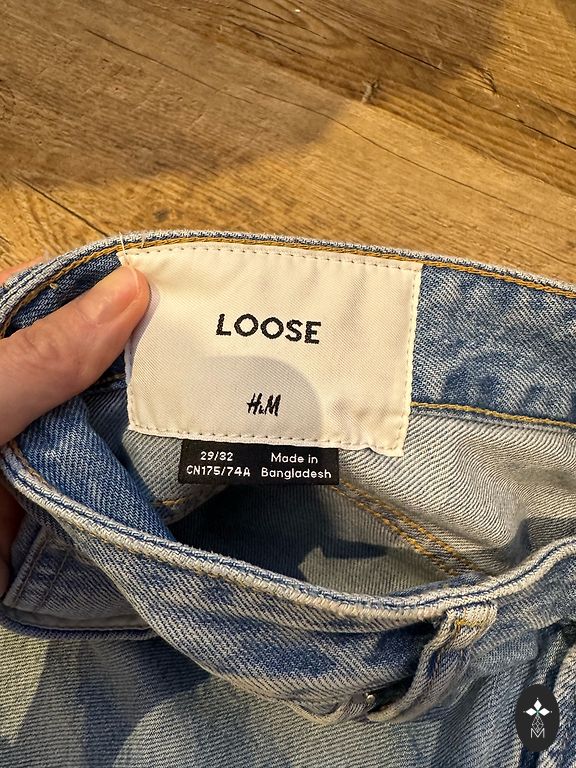 LOOSE
H&M
29/32 Made in
CN175/74A Bangladesh
M